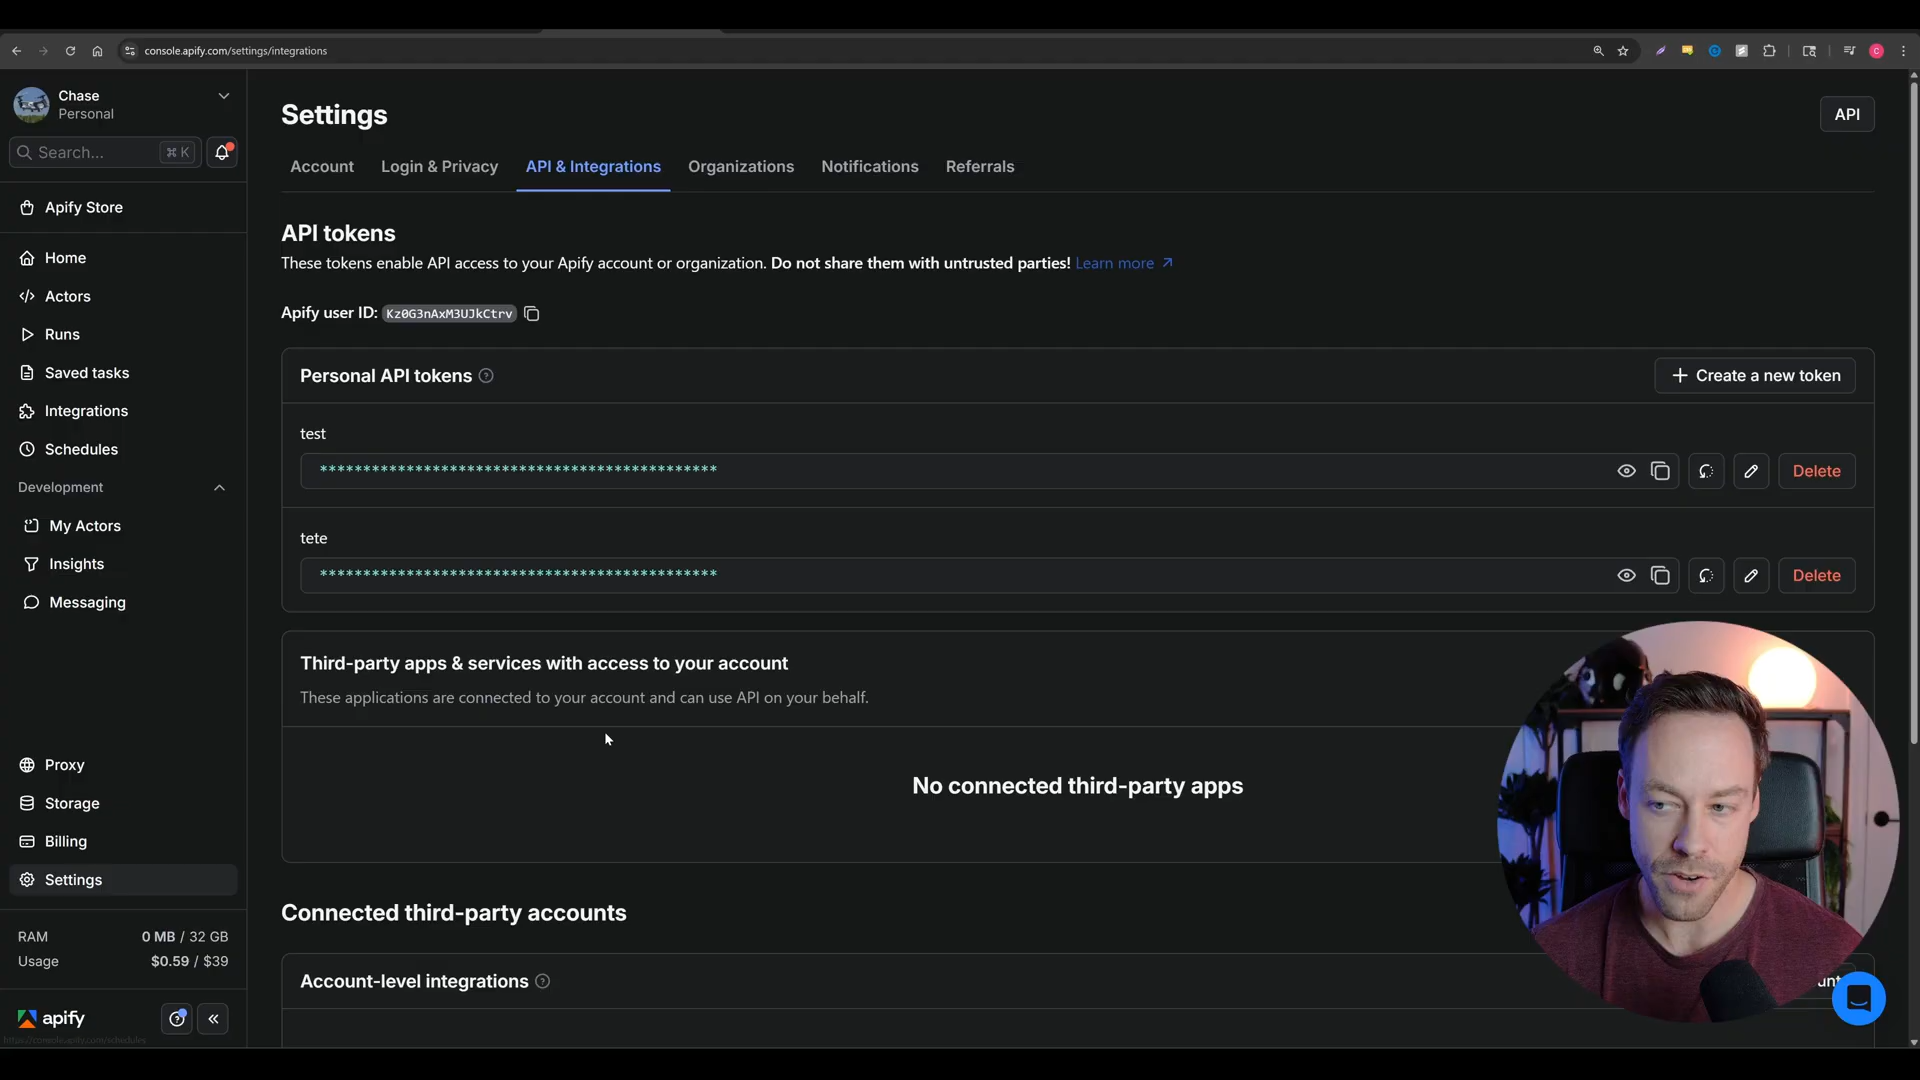 console.apify.com/settings/integrations
C
Chase
Personal
Search...
⌘ K
Apify Store
Home
Actors
Runs
Saved tasks
Integrations
Schedules
Development
My Actors
Insights
Messaging
Proxy
Storage
Billing
Settings
RAM 0 MB / 32 GB
Usage $0.59 / $39
apify
https://console.apify.com/schedules
Settings
API
Account Login & Privacy API & Integrations Organizations Notifications Referrals
API tokens
These tokens enable API access to your Apify account or organization. Do not share them with untrusted parties! Learn more
Apify user ID: Kz0G3nAxM3UJkCtrv
Personal API tokens
Create a new token
test
**********************************************
Delete
tete
**********************************************
Delete
Third-party apps & services with access to your account
These applications are connected to your account and can use API on your behalf.
No connected third-party apps
Connected third-party accounts
Account-level integrations